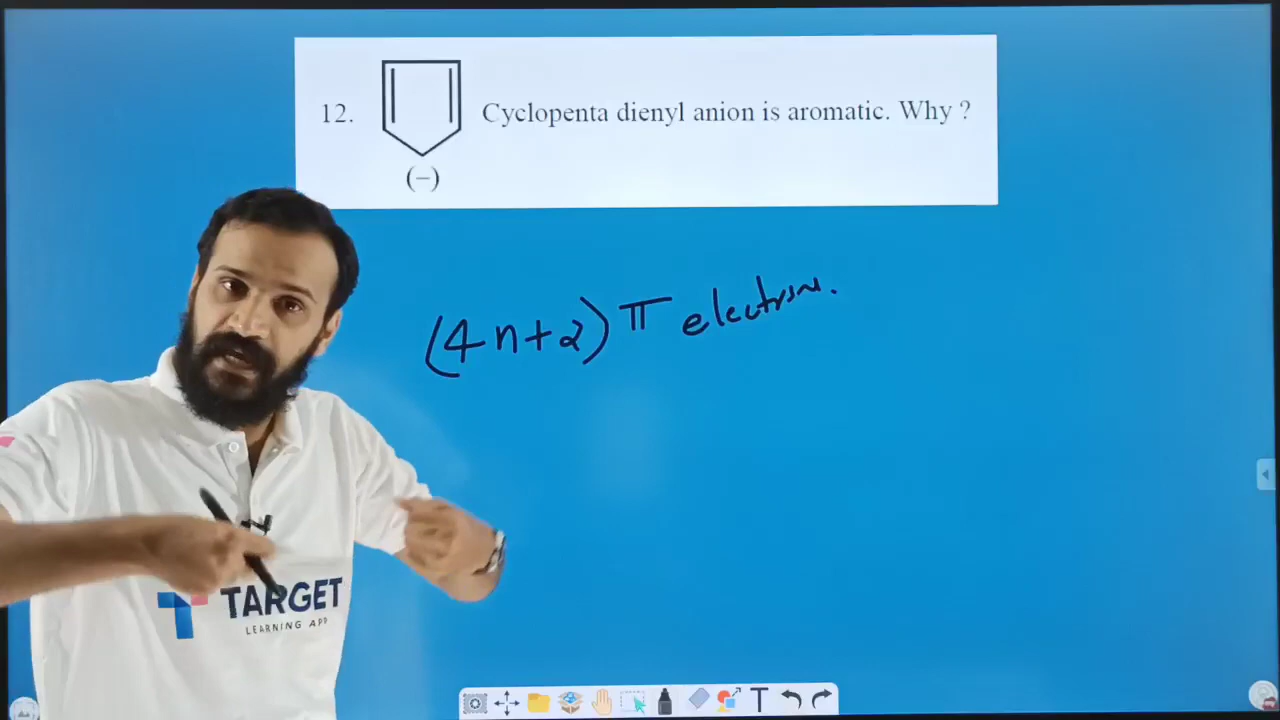 12. Cyclopenta dienyl anion is aromatic. Why ?
(−)
(4n+2) π electrons.
TARGET
LEARNING APP
T